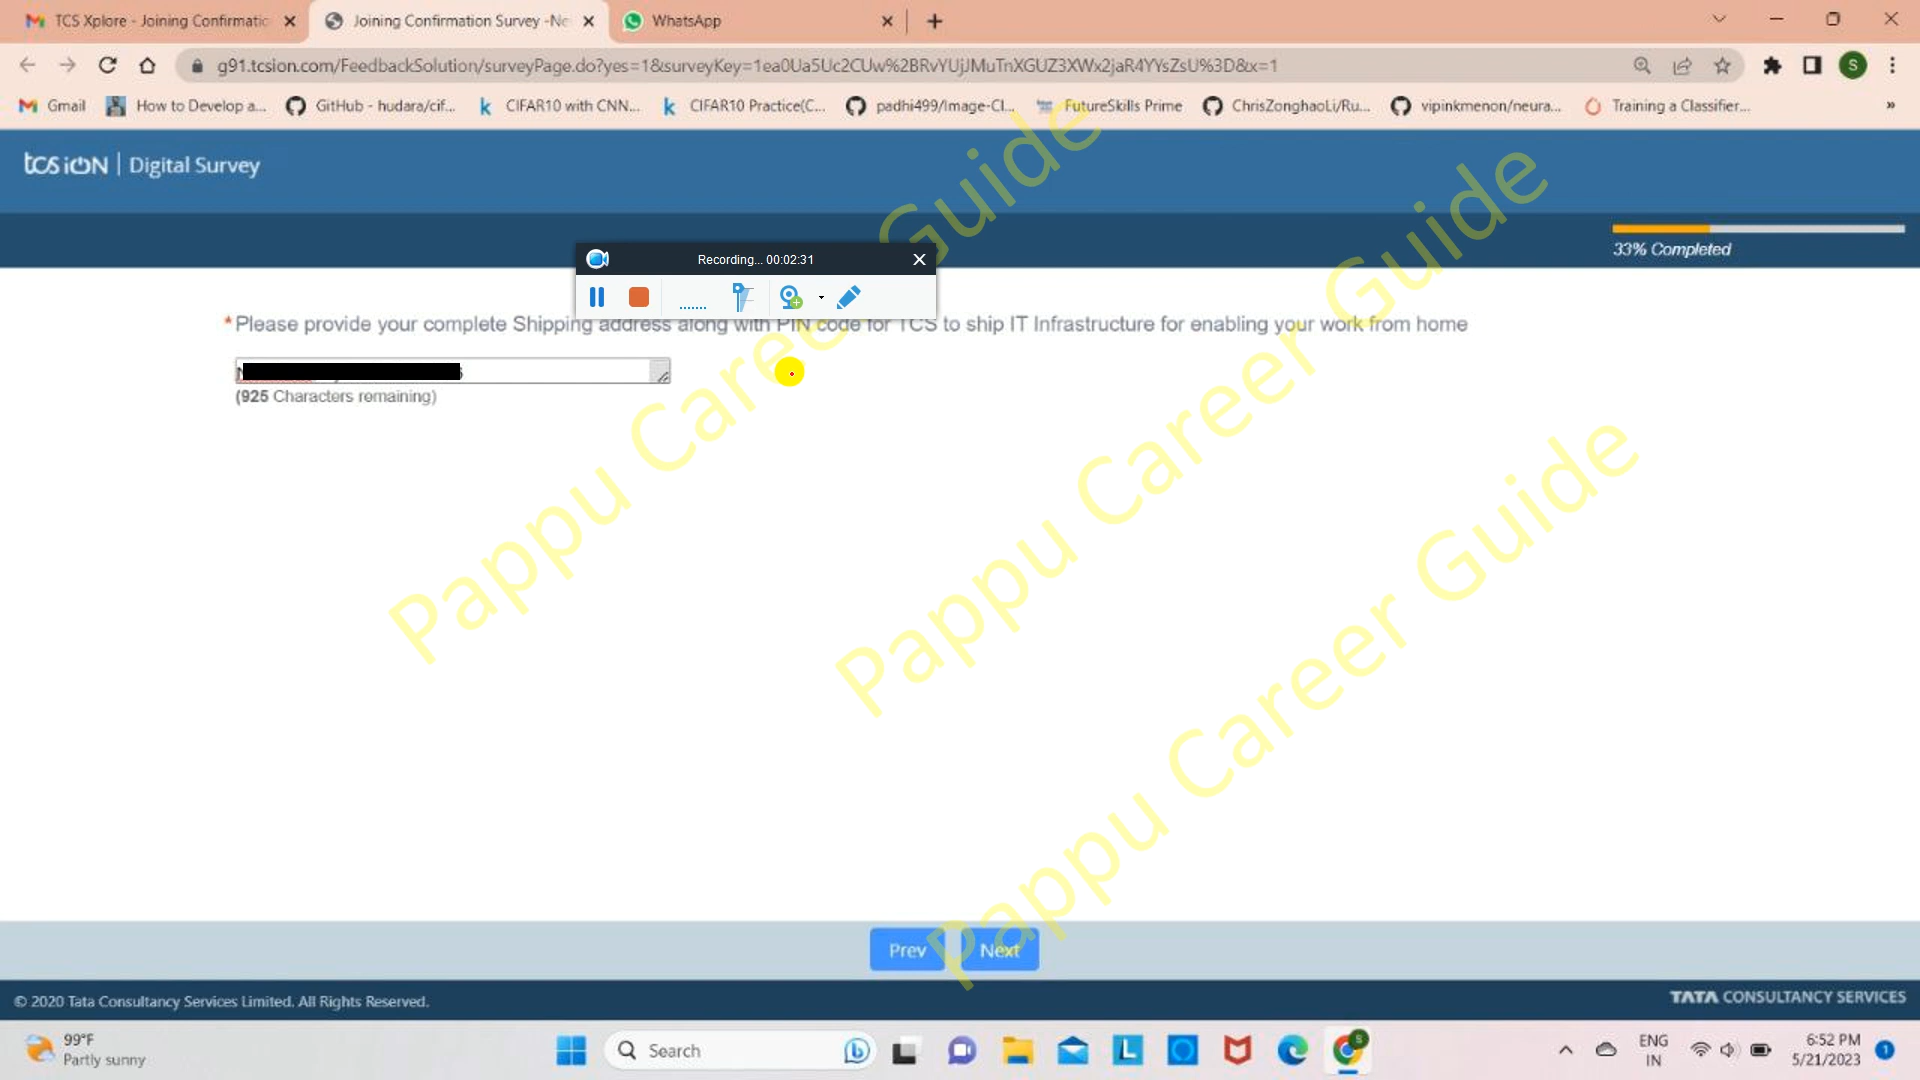 TCS Xplore - Joining Confirmatio
Joining Confirmation Survey -Ne
WhatsApp
g91.tcsion.com/FeedbackSolution/surveyPage.do?yes=1&surveyKey=1ea0Ua5Uc2CUw%2BRvYUjJMuTnXGUZ3XWx2jaR4YYsZsU%3D&x=1
S
Gmail
How to Develop a...
GitHub - hudara/cif...
CIFAR10 with CNN...
CIFAR10 Practice(C...
padhi499/Image-Cl...
FutureSkills Prime
ChrisZonghaoLi/Ru...
vipinkmenon/neura...
Training a Classifier...
»
tcs iON | Digital Survey
33% Completed
Recording... 00:02:31
*Please provide your complete Shipping address along with PIN code for TCS to ship IT Infrastructure for enabling your work from home
(925 Characters remaining)
Pappu Career Guide
Pappu Career Guide
Pappu Career Guide
Prev
Next
© 2020 Tata Consultancy Services Limited. All Rights Reserved.
TATA CONSULTANCY SERVICES
99°F
Partly sunny
Search
ENG
IN
6:52 PM
5/21/2023
1